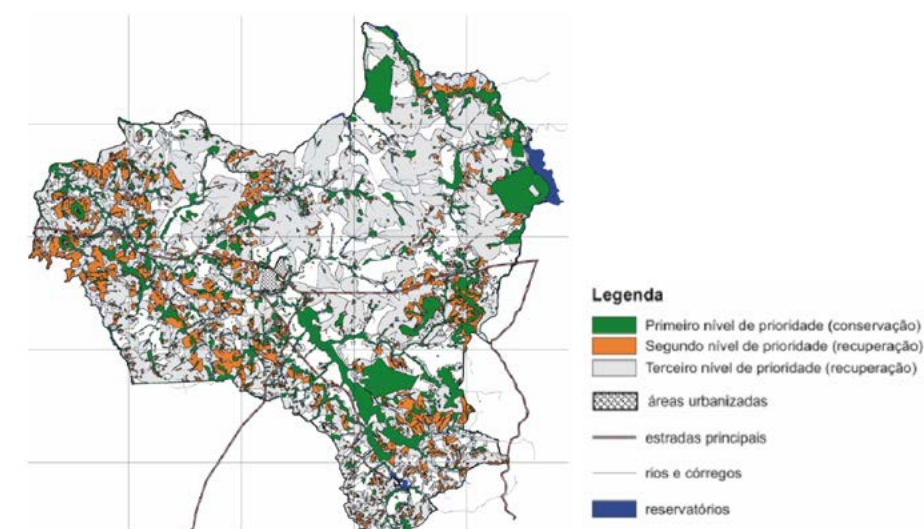 Legenda
Primeiro nível de prioridade (conservação)
Segundo nível de prioridade (recuperação)
Terceiro nível de prioridade (recuperação)
áreas urbanizadas
estradas principais
rios e córregos
reservatórios